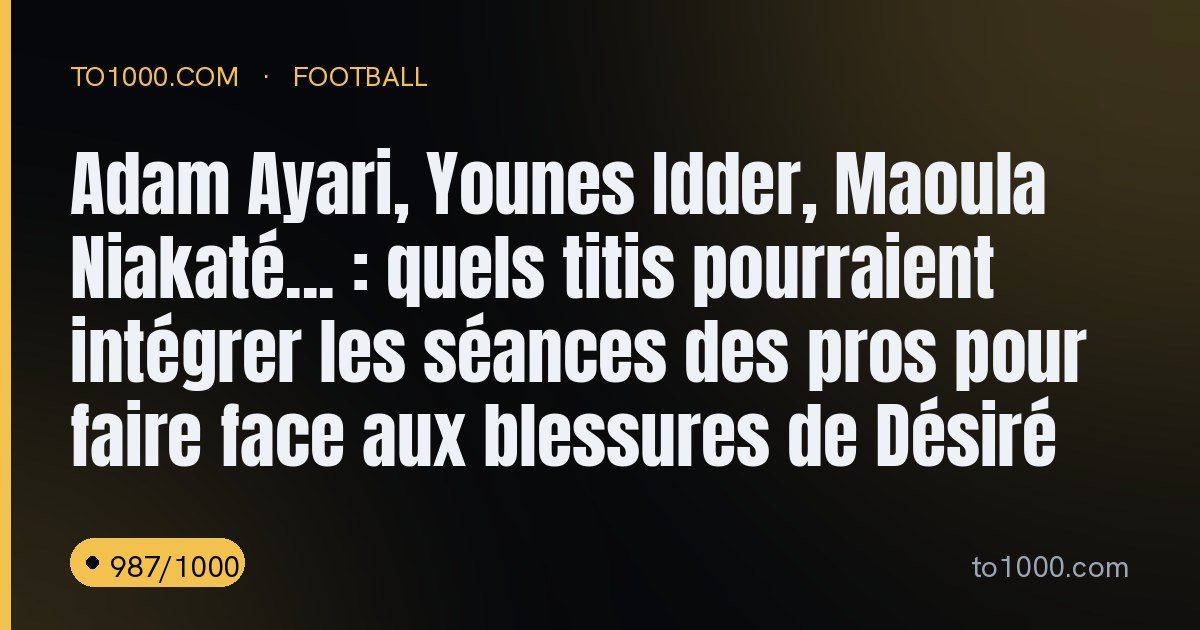 TO1000.COM · FOOTBALL
Adam Ayari, Younes Idder, Maoula
Niakaté... : quels titis pourraient
intégrer les séances des pros pour
faire face aux blessures de Désiré
987/1000
to1000.com